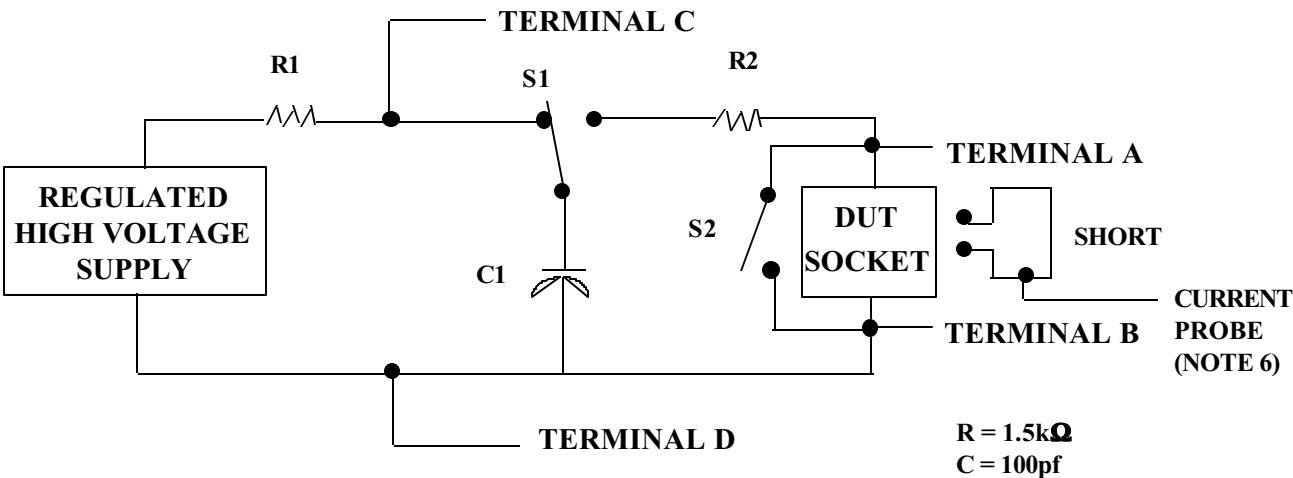 TERMINAL C
R1
S1
R2
TERMINAL A
REGULATED
HIGH VOLTAGE
SUPPLY
S2
DUT
SOCKET
SHORT
C1
CURRENT
PROBE
(NOTE 6)
TERMINAL B
TERMINAL D
R = 1.5kΩ
C = 100pf